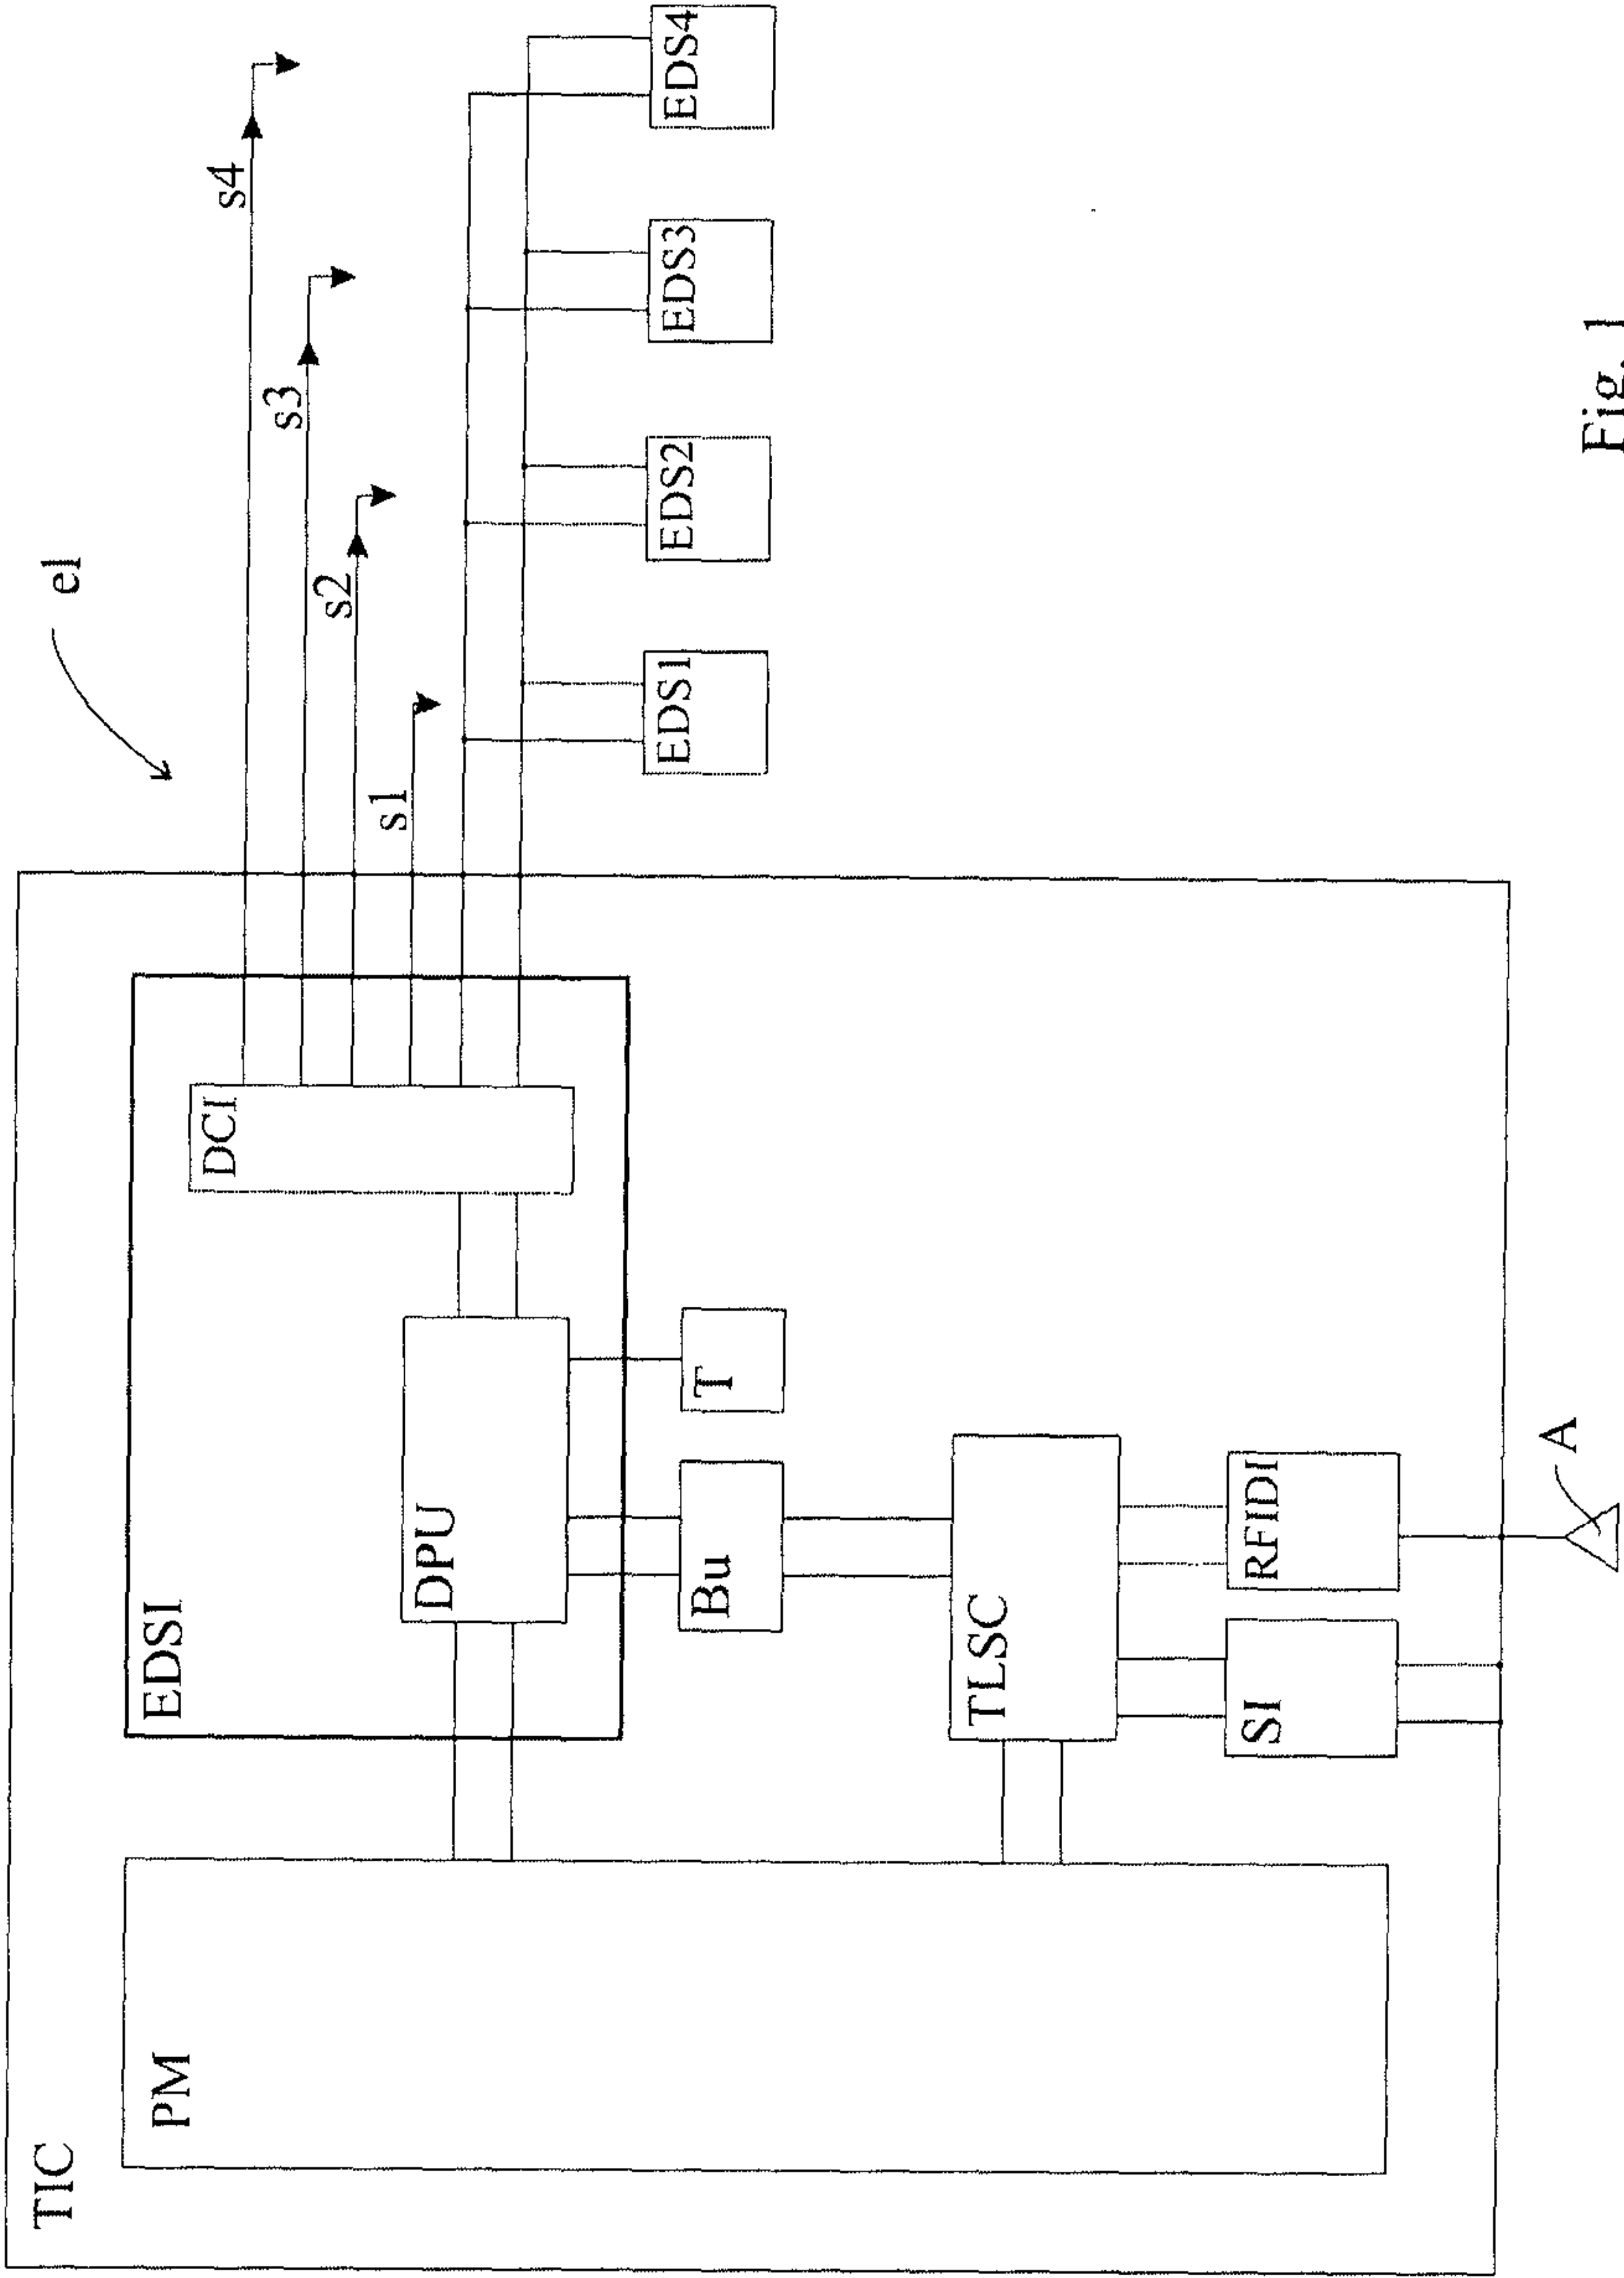 TIC
PM
EDSI
DPU
DCI
Bu
T
TLSC
SI
RFIDI
A
e1
s4
s3
s2
s1
EDS1
EDS2
EDS3
EDS4
Fig. 1